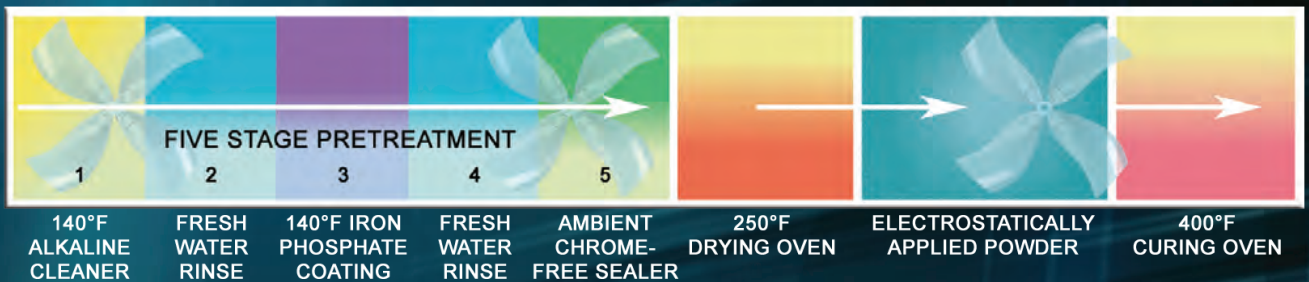 FIVE STAGE PRETREATMENT
1 2 3 4 5
140°F
ALKALINE
CLEANER
FRESH
WATER
RINSE
140°F IRON
PHOSPHATE
COATING
FRESH
WATER
RINSE
AMBIENT
CHROME-
FREE SEALER
250°F
DRYING OVEN
ELECTROSTATICALLY
APPLIED POWDER
400°F
CURING OVEN